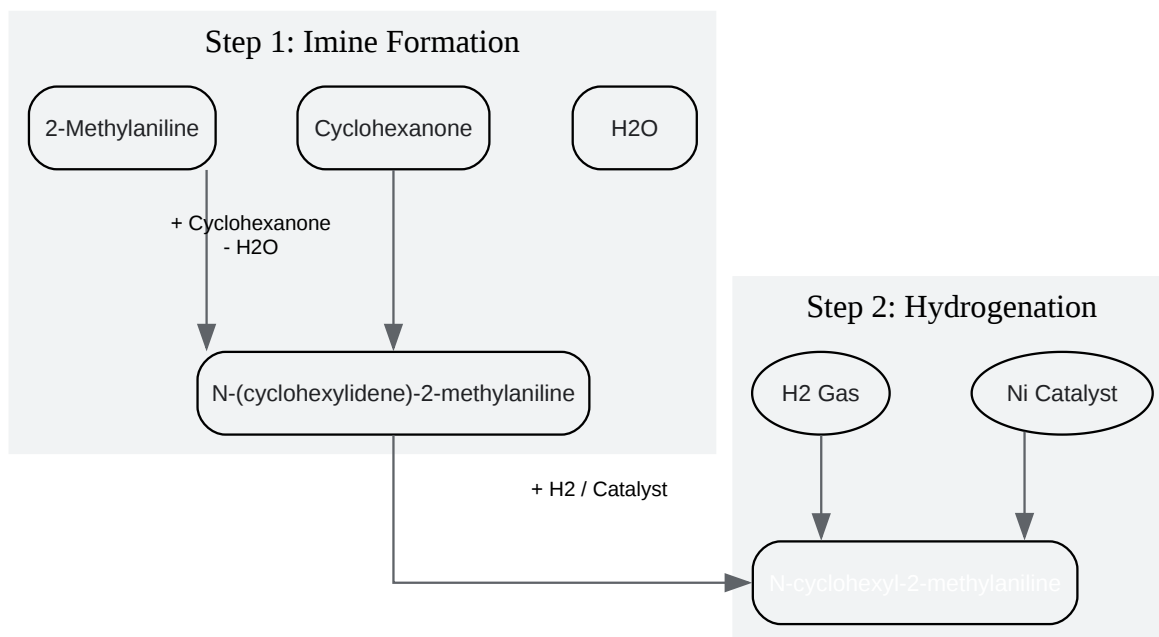 Step 1: Imine Formation
2-Methylaniline
Cyclohexanone
H2O
+ Cyclohexanone
- H2O
N-(cyclohexylidene)-2-methylaniline
Step 2: Hydrogenation
H2 Gas
Ni Catalyst
+ H2 / Catalyst
N-cyclohexyl-2-methylaniline